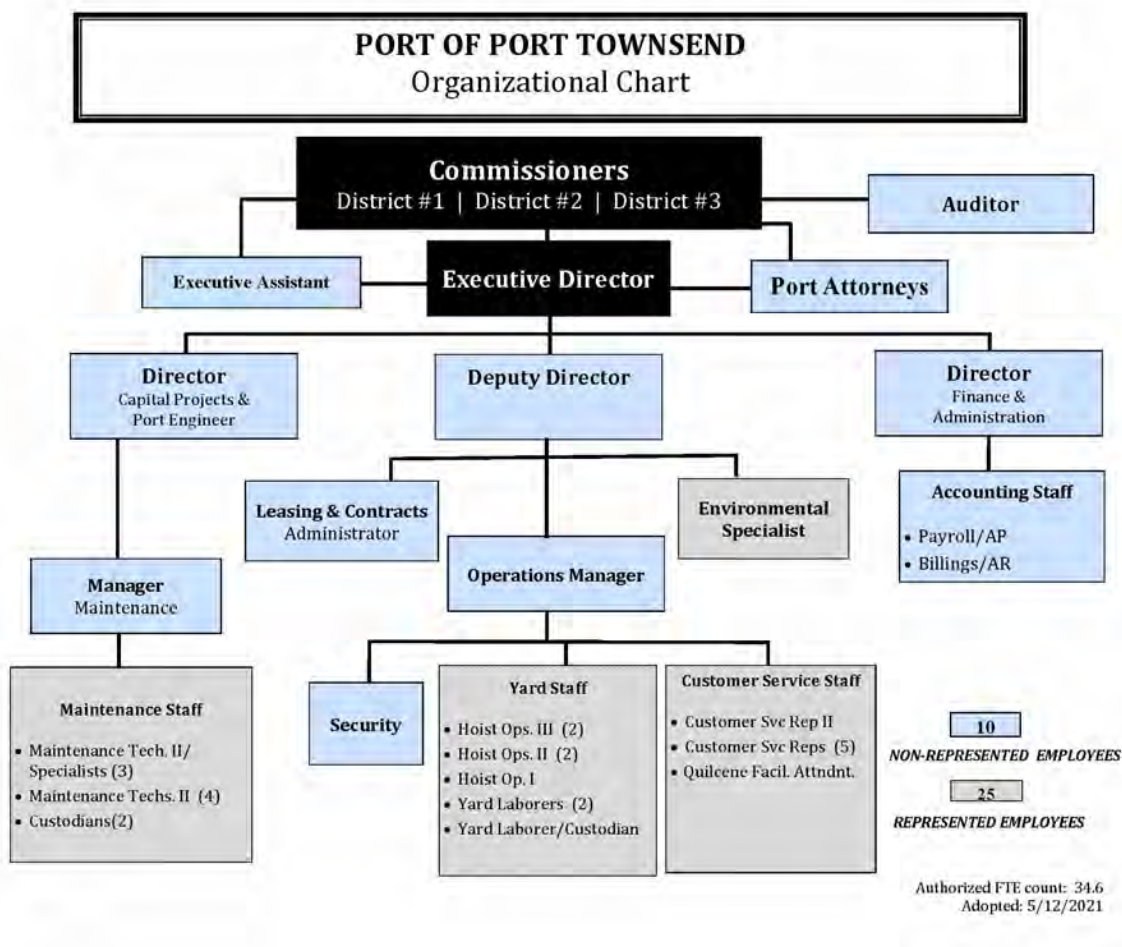 PORT OF PORT TOWNSEND
Organizational Chart
Commissioners
District #1 | District #2 | District #3
Auditor
Executive Assistant
Executive Director
Port Attorneys
Director
Capital Projects &
Port Engineer
Deputy Director
Director
Finance &
Administration
Leasing & Contracts
Administrator
Environmental
Specialist
Accounting Staff
• Payroll/AP
• Billings/AR
Manager
Maintenance
Operations Manager
Maintenance Staff
• Maintenance Tech. II/
Specialists (3)
• Maintenance Techs. II (4)
• Custodians(2)
Security
Yard Staff
• Hoist Ops. III (2)
• Hoist Ops. II (2)
• Hoist Op. I
• Yard Laborers (2)
• Yard Laborer/Custodian
Customer Service Staff
• Customer Svc Rep II
• Customer Svc Reps (5)
• Quilcene Facil. Attndnt.
10
NON-REPRESENTED EMPLOYEES
25
REPRESENTED EMPLOYEES
Authorized FTE count: 34.6
Adopted: 5/12/2021